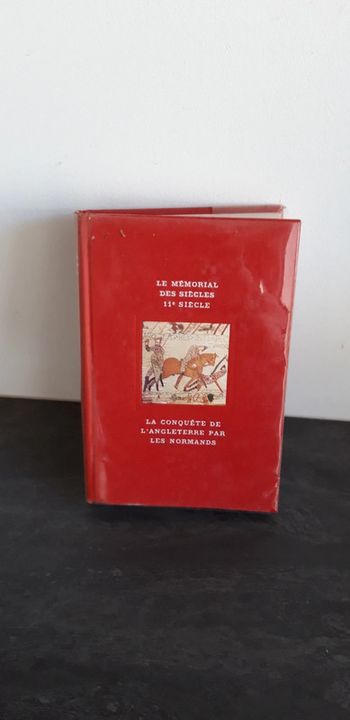 LE MÉMORIAL
DES SIÈCLES
11e SIÈCLE
LA CONQUÊTE DE
L'ANGLETERRE PAR
LES NORMANDS